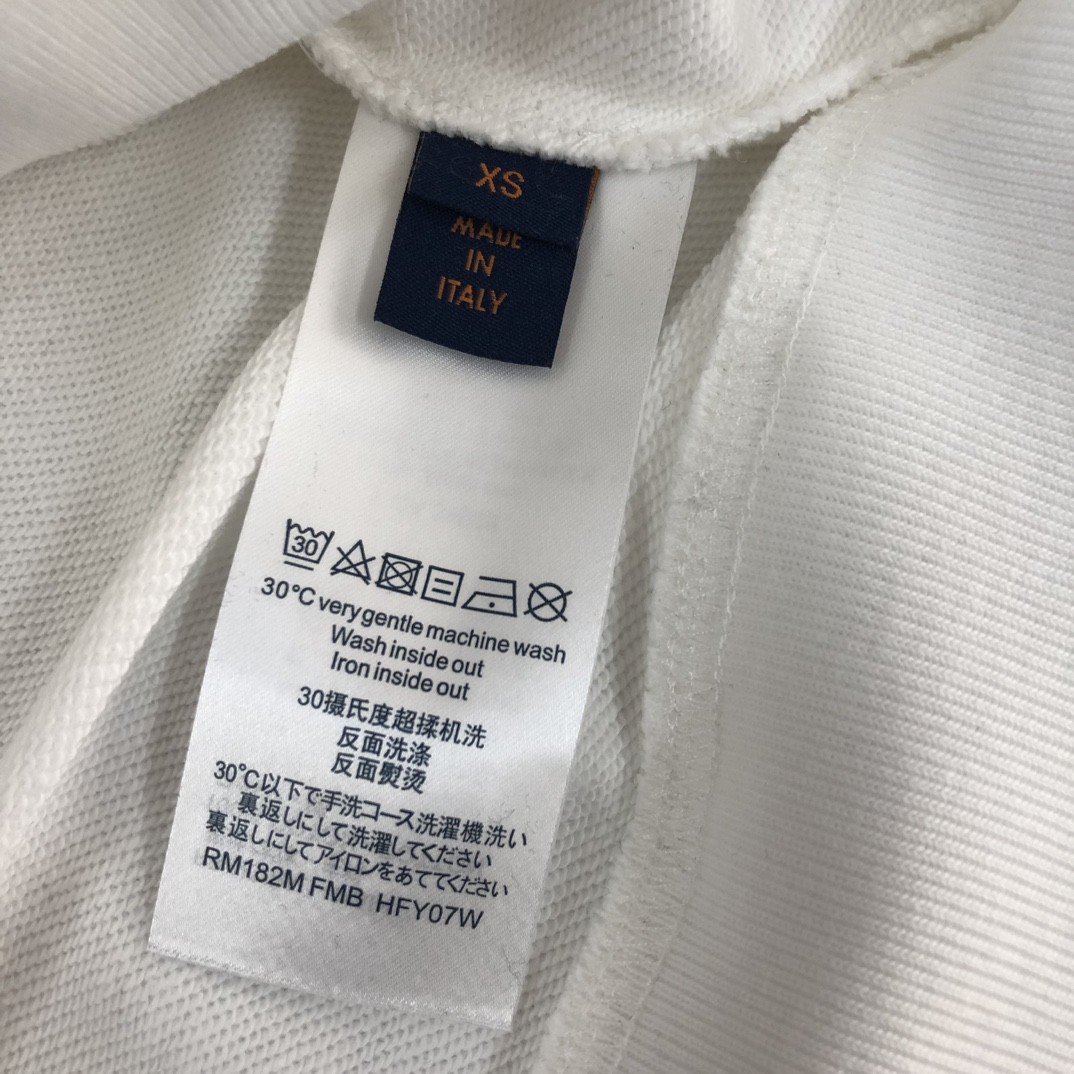 XS
MADE
IN
ITALY
30
30°C very gentle machine wash
Wash inside out
Iron inside out
30摄氏度超揉机洗
反面洗涤
反面熨烫
30℃以下で手洗コース洗濯機洗い
裏返しにして洗濯してください
裏返しにしてアイロンをあててください
RM182M FMB HFY07W